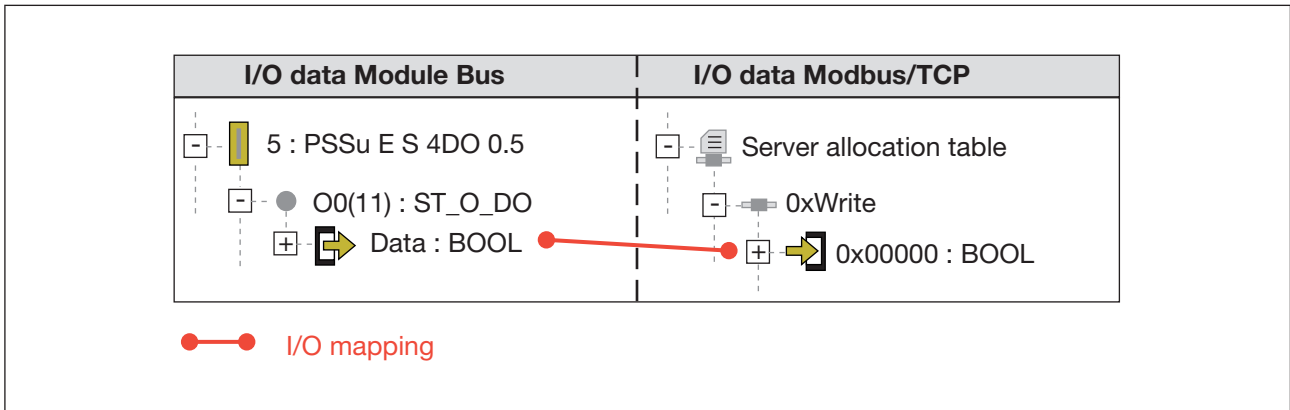 I/O data Module Bus
I/O data Modbus/TCP
5 : PSSu E S 4DO 0.5
Server allocation table
O0(11) : ST_O_DO
0xWrite
Data : BOOL
0x00000 : BOOL
I/O mapping